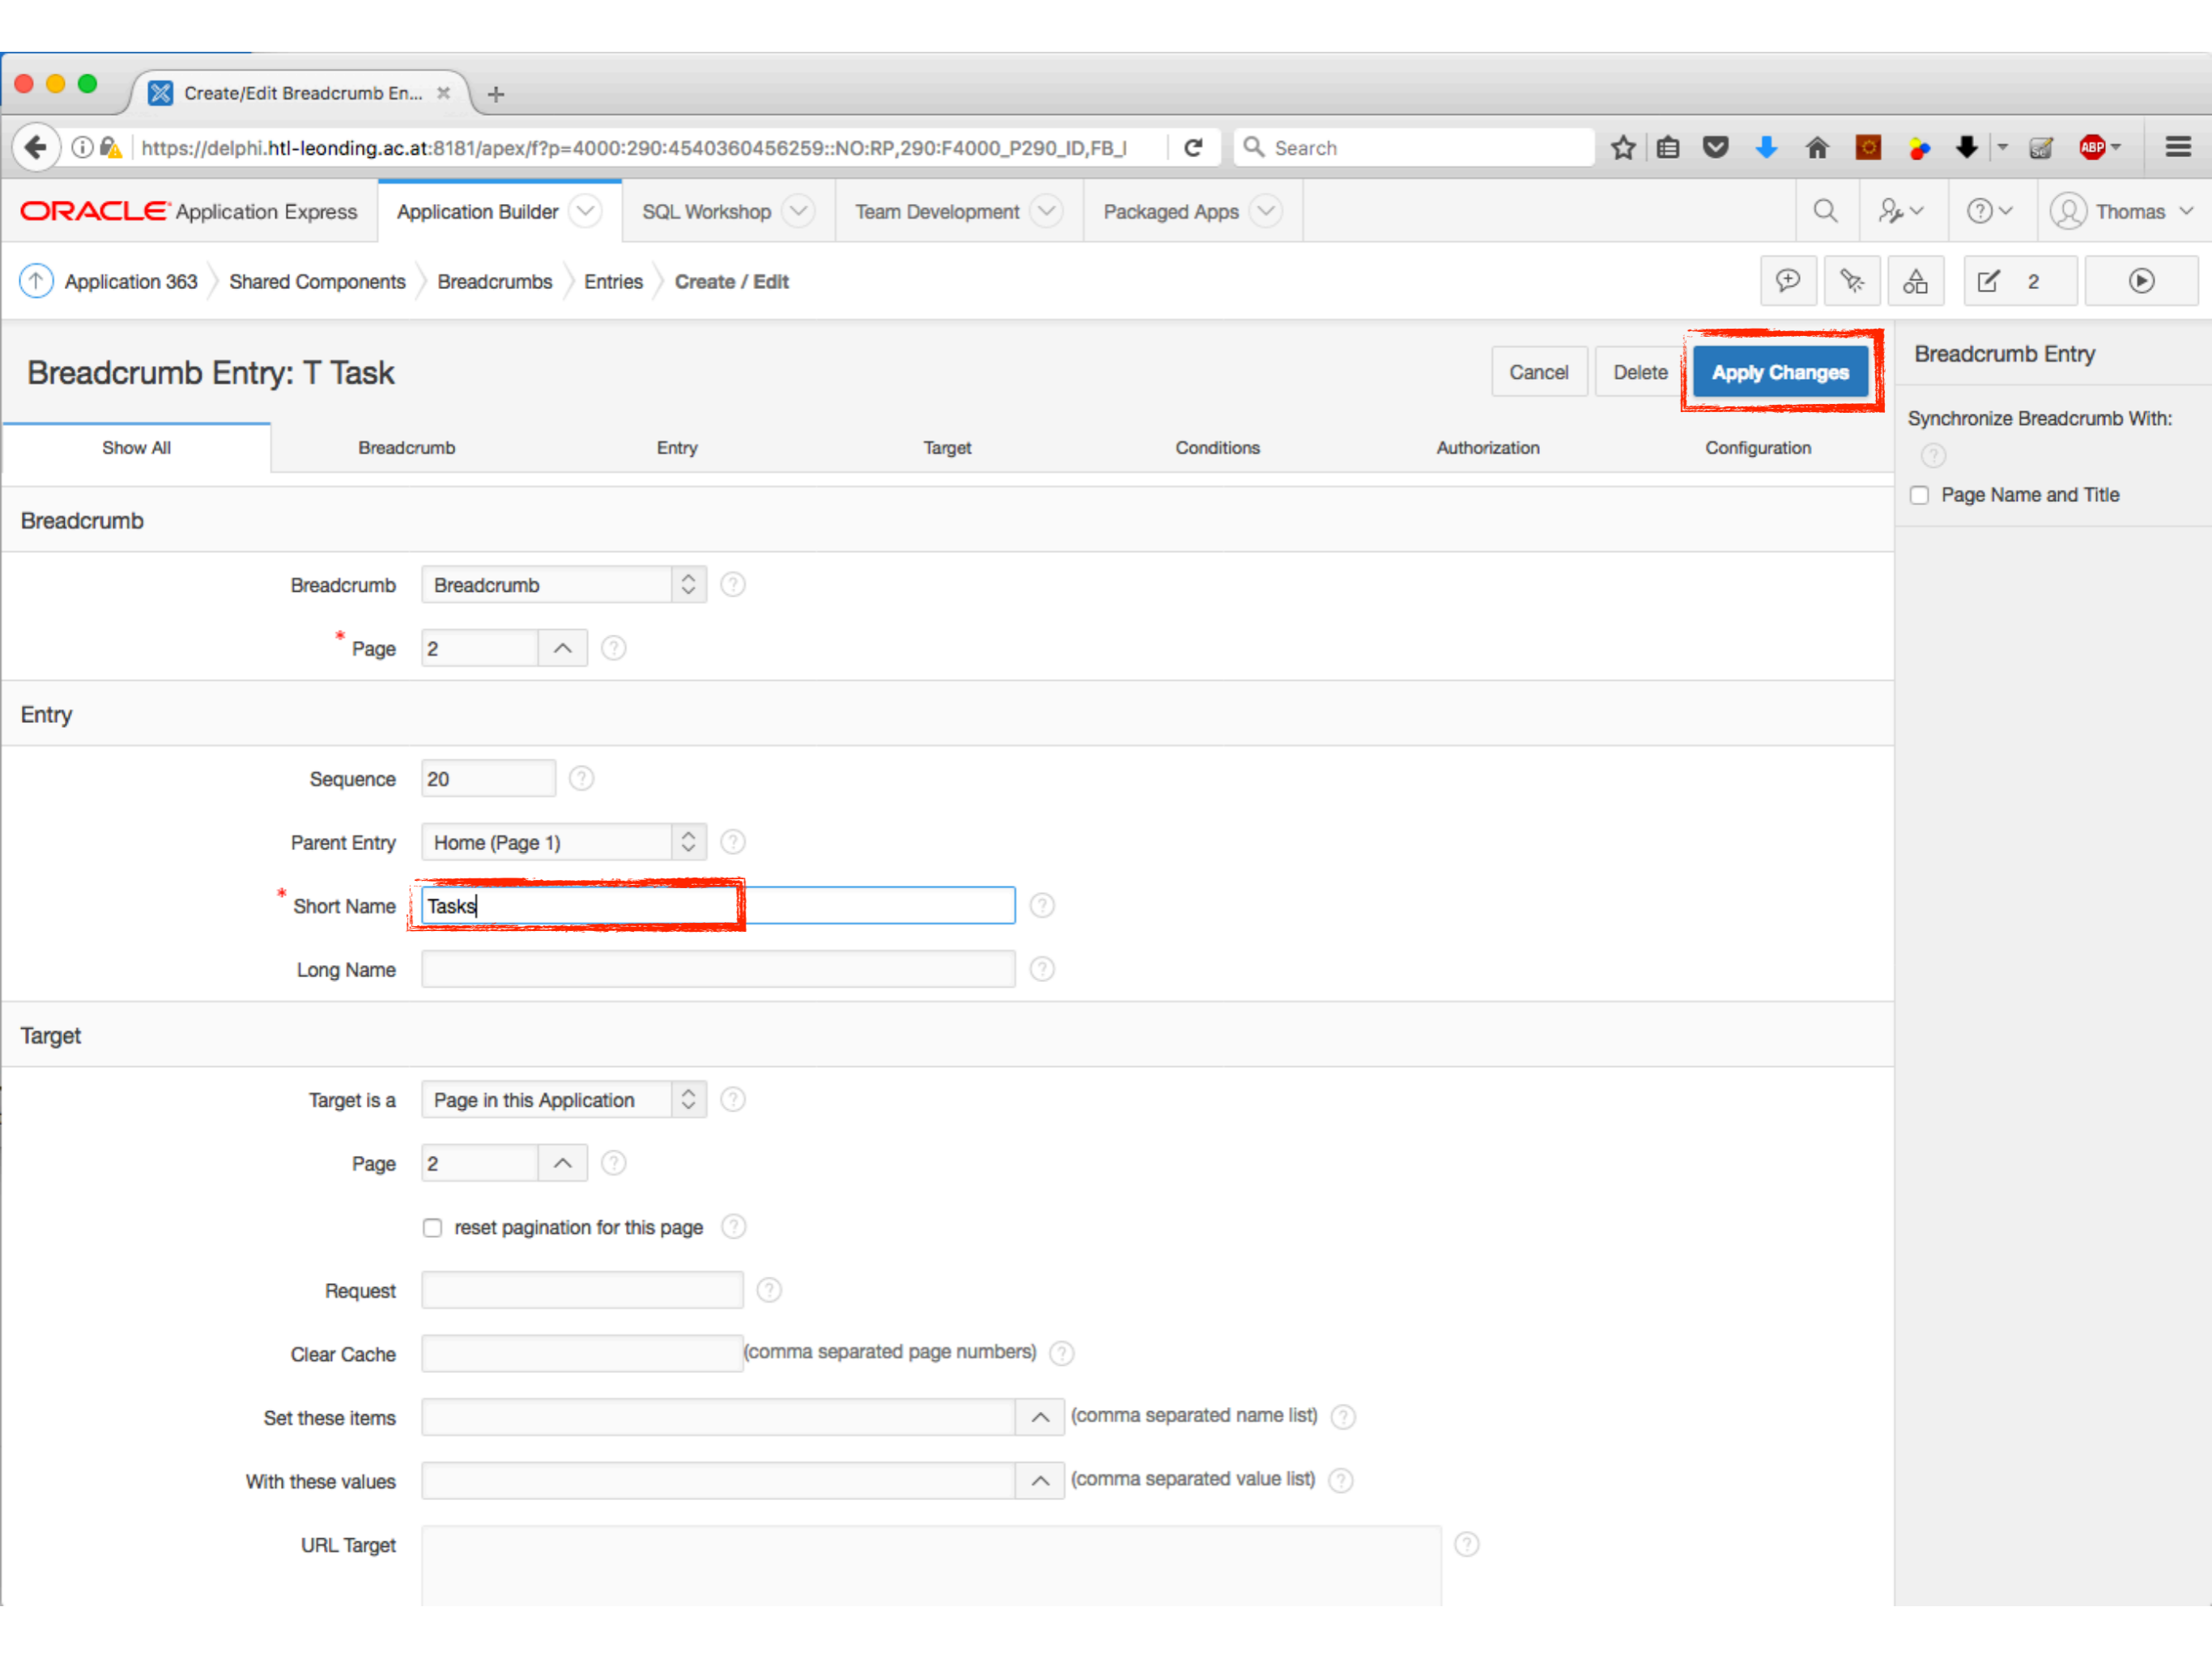 Create/Edit Breadcrumb En...
https://delphi.htl-leonding.ac.at:8181/apex/f?p=4000:290:4540360456259::NO:RP,290:F4000_P290_ID,FB_I
Search
ABP
ORACLE Application Express
Application Builder
SQL Workshop
Team Development
Packaged Apps
Thomas
Application 363
Shared Components
Breadcrumbs
Entries
Create / Edit
2
Breadcrumb Entry: T Task
Cancel
Delete
Apply Changes
Breadcrumb Entry
Synchronize Breadcrumb With:
Page Name and Title
Show All
Breadcrumb
Entry
Target
Conditions
Authorization
Configuration
Breadcrumb
Breadcrumb Breadcrumb
* Page 2
Entry
Sequence 20
Parent Entry Home (Page 1)
* Short Name Tasks
Long Name
Target
Target is a Page in this Application
Page 2
reset pagination for this page
Request
Clear Cache (comma separated page numbers)
Set these items (comma separated name list)
With these values (comma separated value list)
URL Target